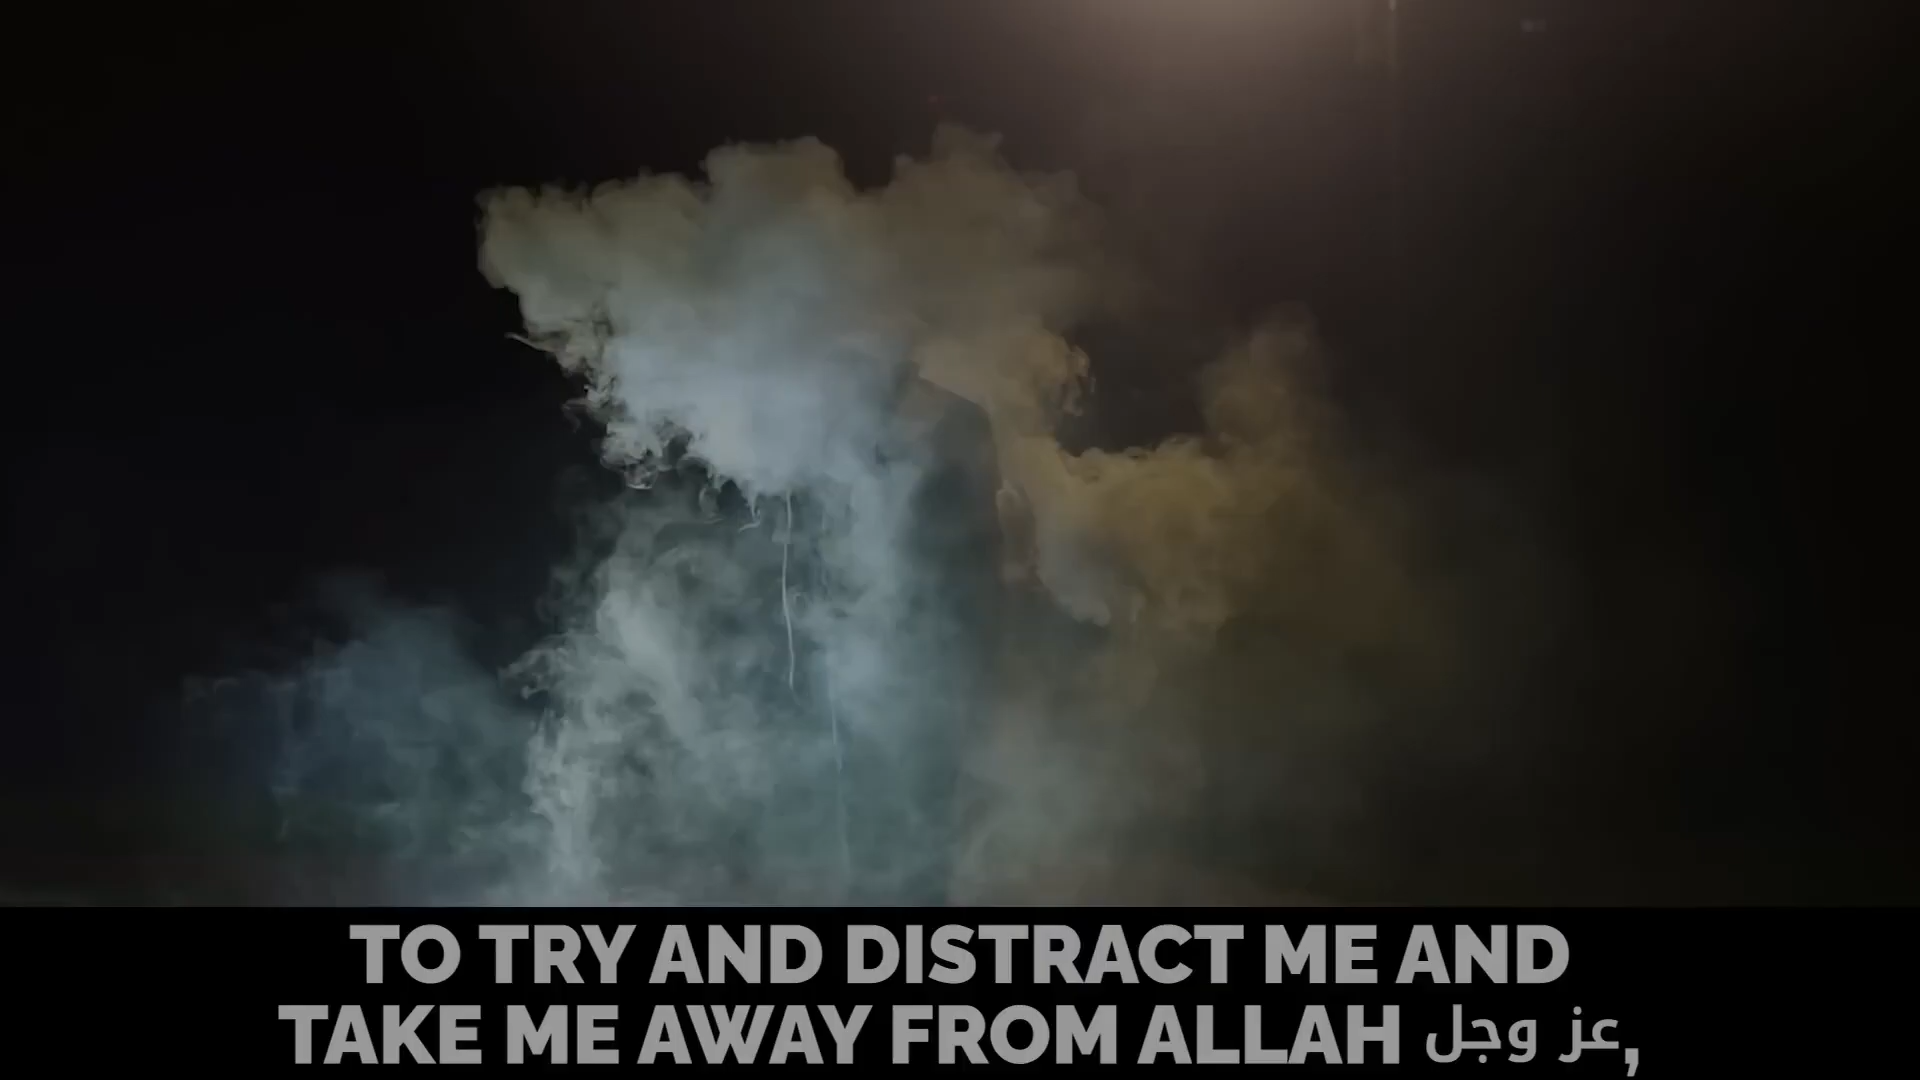 TO TRY AND DISTRACT ME AND
TAKE ME AWAY FROM ALLAH عز وجل,